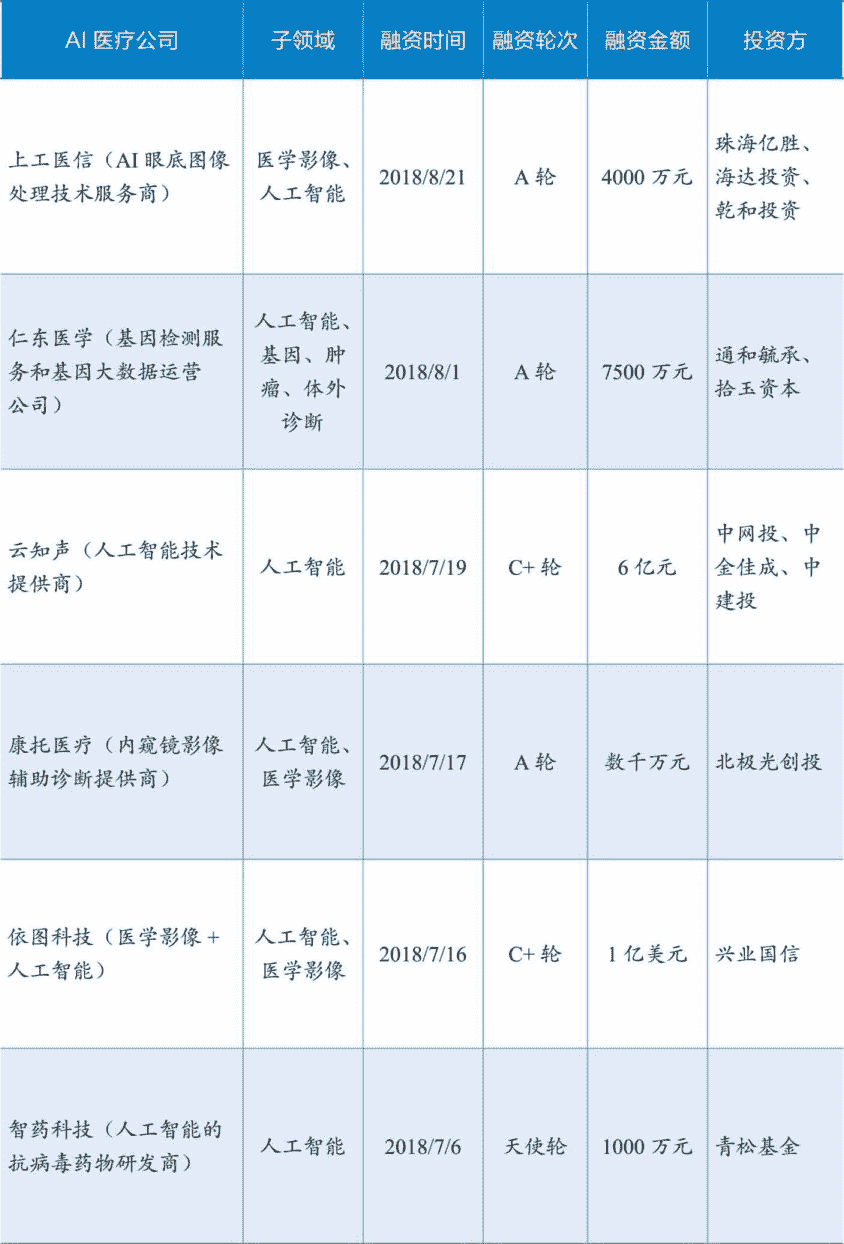 AI 医疗公司
子领域
融资时间
融资轮次
融资金额
投资方
上工医信（AI 眼底图像
处理技术服务商）
医学影像、
人工智能
2018/8/21
A 轮
4000 万元
珠海亿胜、
海达投资、
乾和投资
仁东医学（基因检测服
务和基因大数据运营
公司）
人工智能、
基因、肿
瘤、体外
诊断
2018/8/1
A 轮
7500 万元
通和毓承、
拾玉资本
云知声（人工智能技术
提供商）
人工智能
2018/7/19
C+ 轮
6 亿元
中网投、中
金佳成、中
建投
康托医疗（内窥镜影像
辅助诊断提供商）
人工智能、
医学影像
2018/7/17
A 轮
数千万元
北极光创投
依图科技（医学影像 +
人工智能）
人工智能、
医学影像
2018/7/16
C+ 轮
1 亿美元
兴业国信
智药科技（人工智能的
抗病毒药物研发商）
人工智能
2018/7/6
天使轮
1000 万元
青松基金